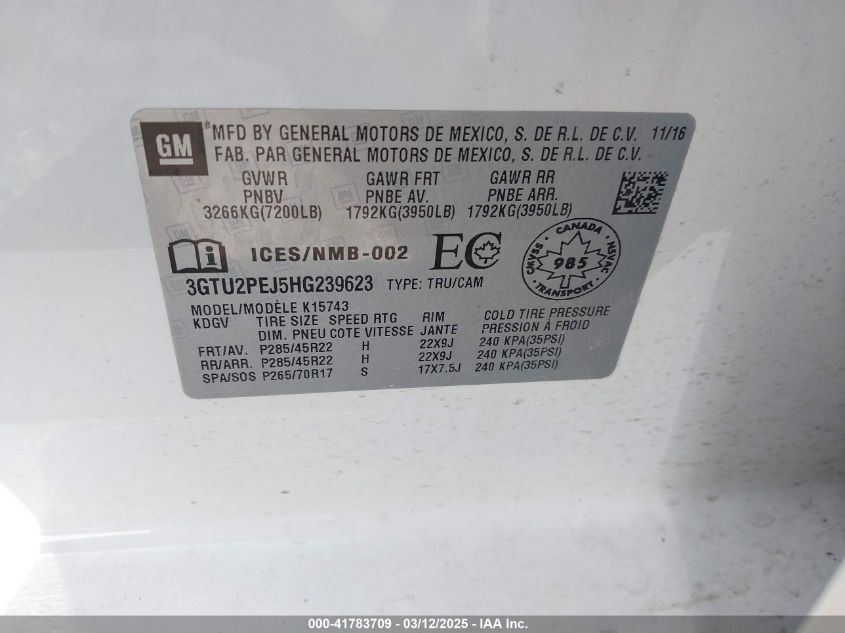 GM
MFD BY GENERAL MOTORS DE MEXICO, S. DE R.L. DE C.V. 11/16
FAB. PAR GENERAL MOTORS DE MEXICO, S. DE R.L. DE C.V.
GVWR GAWR FRT GAWR RR
PNBV PNBE AV. PNBE ARR.
3266KG(7200LB) 1792KG(3950LB) 1792KG(3950LB)
ICES/NMB-002 EC
CANADA CMVSS NSVAC 985 TRANSPORT
3GTU2PEJ5HG239623 TYPE: TRU/CAM
MODEL/MODÈLE K15743
KDGV TIRE SIZE SPEED RTG RIM COLD TIRE PRESSURE
DIM. PNEU COTE VITESSE JANTE PRESSION À FROID
FRT/AV. P285/45R22 H 22X9J 240 KPA(35PSI)
RR/ARR. P285/45R22 H 22X9J 240 KPA(35PSI)
SPA/SOS P265/70R17 S 17X7.5J 240 KPA(35PSI)
000-41783709 - 03/12/2025 - IAA Inc.